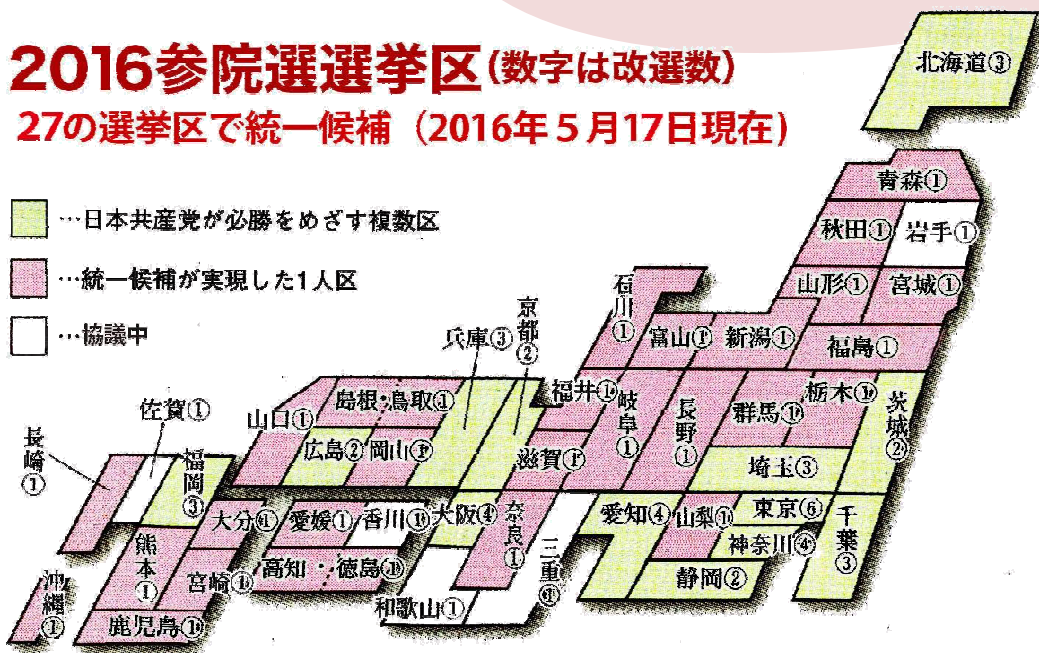 2016参院選選挙区(数字は改選数)
27の選挙区で統一候補(2016年5月17日現在)
…日本共産党が必勝をめざす複数区
…統一候補が実現した1人区
…協議中
北海道③
青森①
秋田①
岩手①
山形①
宮城①
石川①
富山①
新潟①
福島①
京都②
兵庫③
福井①
岐阜①
長野①
群馬①
栃木①
茨城②
島根・鳥取①
山口①
広島②
岡山①
滋賀①
埼玉③
佐賀①
長崎①
福岡③
大分①
愛媛①
香川①
大阪④
奈良①
三重①
愛知④
山梨①
東京⑥
千葉③
神奈川④
静岡②
熊本①
宮崎①
高知・徳島①
和歌山①
沖縄①
鹿児島①